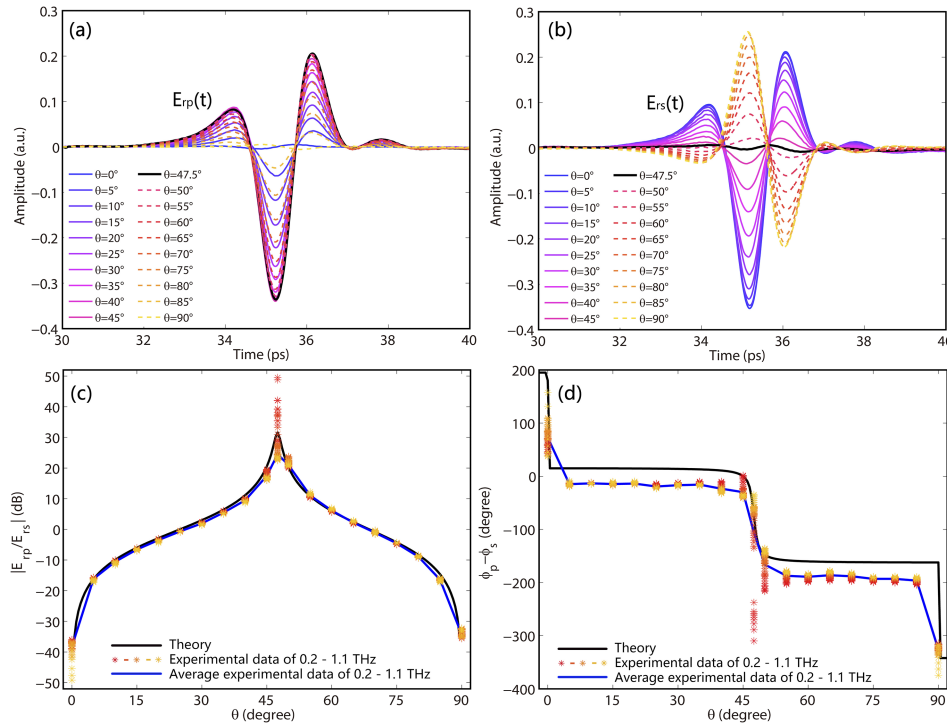 (a)
E_rp(t)
Amplitude (a.u.)
0.3
0.2
0.1
0
−0.1
−0.2
−0.3
−0.4
θ=0° θ=47.5°
θ=5° θ=50°
θ=10° θ=55°
θ=15° θ=60°
θ=20° θ=65°
θ=25° θ=70°
θ=30° θ=75°
θ=35° θ=80°
θ=40° θ=85°
θ=45° θ=90°
30 32 34 36 38 40
Time (ps)
(b)
E_rs(t)
Amplitude (a.u.)
0.3
0.2
0.1
0
−0.1
−0.2
−0.3
−0.4
θ=0° θ=47.5°
θ=5° θ=50°
θ=10° θ=55°
θ=15° θ=60°
θ=20° θ=65°
θ=25° θ=70°
θ=30° θ=75°
θ=35° θ=80°
θ=40° θ=85°
θ=45° θ=90°
30 32 34 36 38 40
Time (ps)
(c)
|E_rp/E_rs| (dB)
50
40
30
20
10
0
−10
−20
−30
−40
−50
Theory
Experimental data of 0.2 - 1.1 THz
Average experimental data of 0.2 - 1.1 THz
0 15 30 45 60 75 90
θ (degree)
(d)
ϕ_p−ϕ_s (degree)
200
100
0
−100
−200
−300
−400
Theory
Experimental data of 0.2 - 1.1 THz
Average experimental data of 0.2 - 1.1 THz
0 15 30 45 60 75 90
θ (degree)